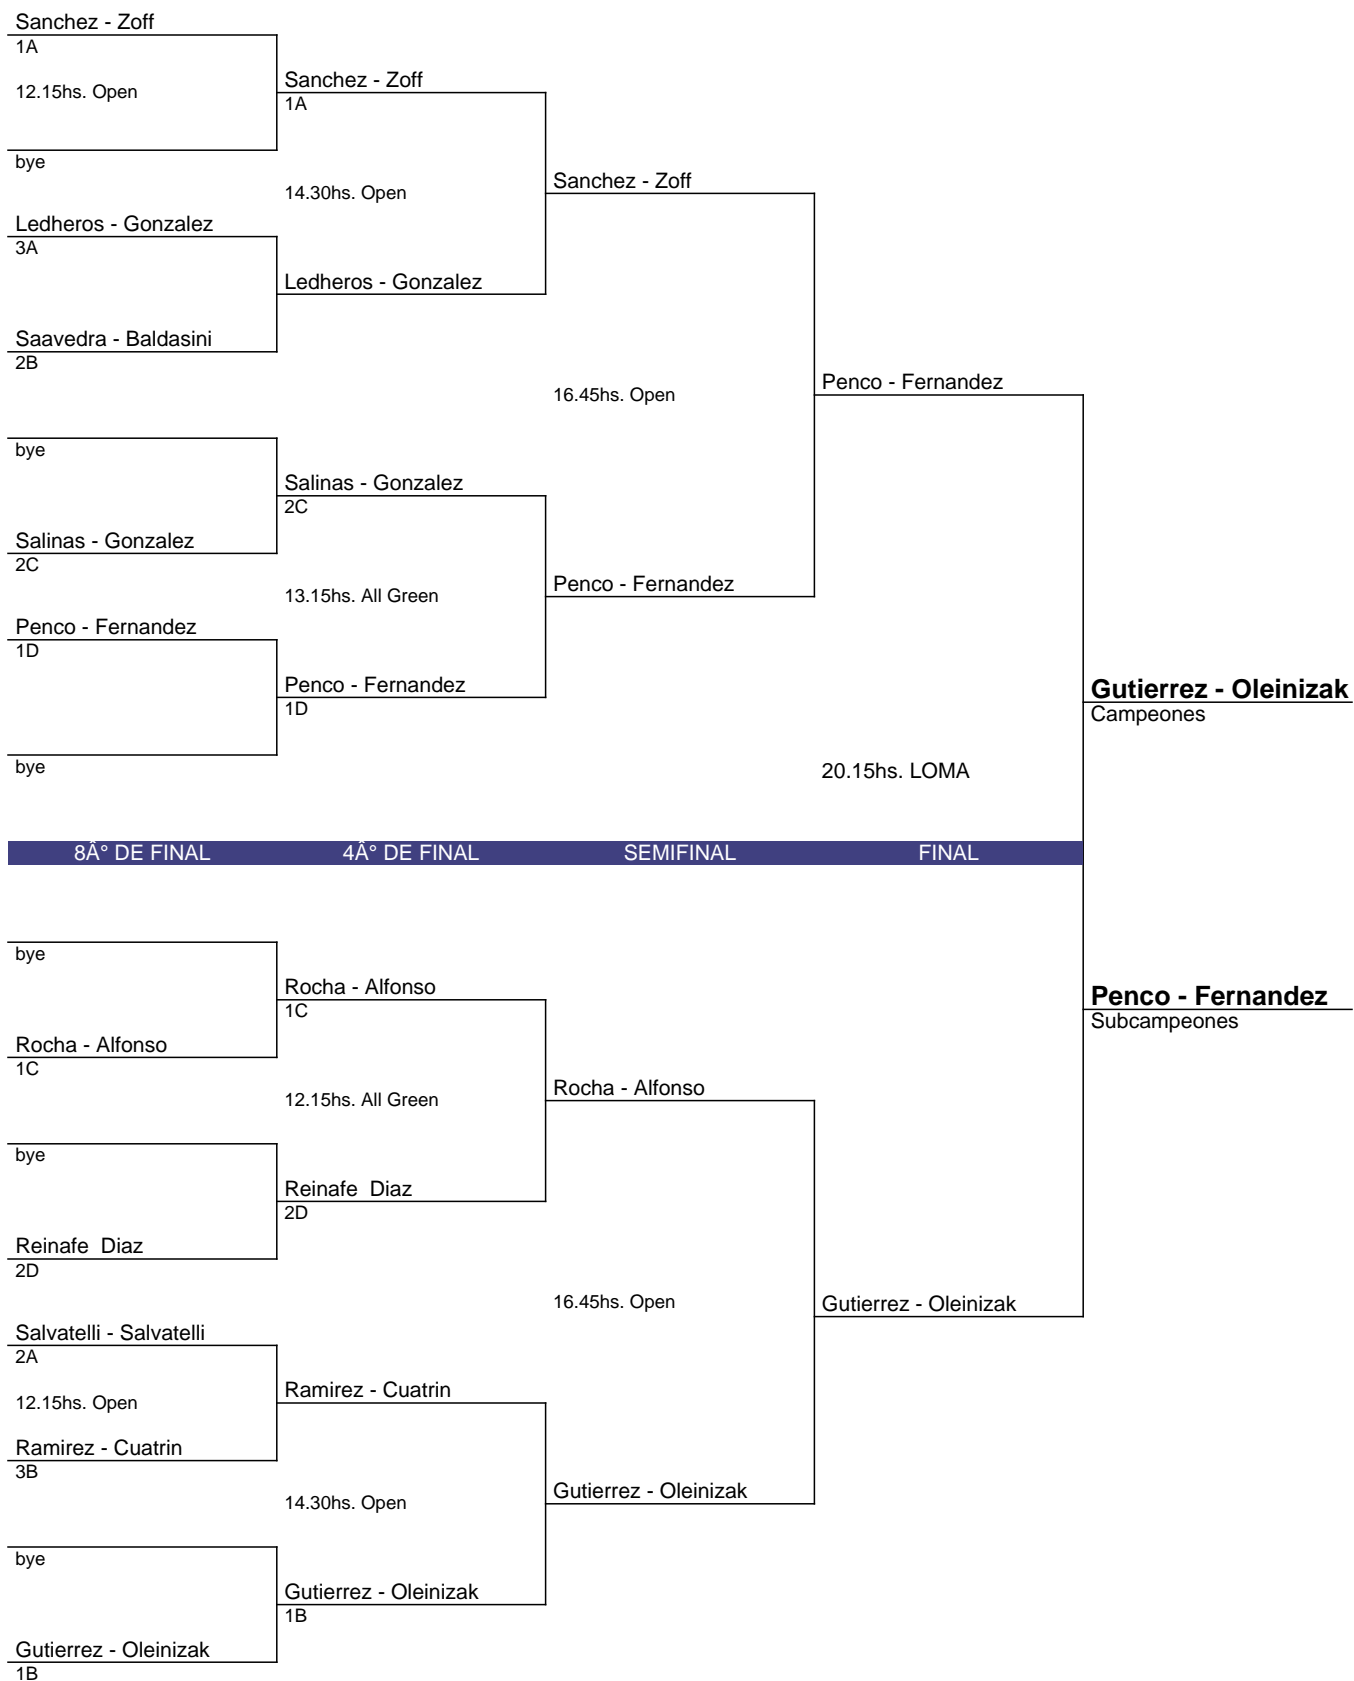 Sanchez - Zoff
1A
12.15hs. Open
Sanchez - Zoff
1A
bye
14.30hs. Open
Sanchez - Zoff
Ledheros - Gonzalez
3A
Ledheros - Gonzalez
Saavedra - Baldasini
2B
16.45hs. Open
Penco - Fernandez
bye
Salinas - Gonzalez
2C
Salinas - Gonzalez
2C
13.15hs. All Green
Penco - Fernandez
Penco - Fernandez
1D
Penco - Fernandez
1D
Gutierrez - Oleinizak
Campeones
bye
20.15hs. LOMA
8Â° DE FINAL 4Â° DE FINAL SEMIFINAL FINAL
bye
Rocha - Alfonso
1C
Penco - Fernandez
Subcampeones
Rocha - Alfonso
1C
12.15hs. All Green
Rocha - Alfonso
bye
Reinafe  Diaz
2D
Reinafe  Diaz
2D
16.45hs. Open
Gutierrez - Oleinizak
Salvatelli - Salvatelli
2A
12.15hs. Open
Ramirez - Cuatrin
Ramirez - Cuatrin
3B
14.30hs. Open
Gutierrez - Oleinizak
bye
Gutierrez - Oleinizak
1B
Gutierrez - Oleinizak
1B